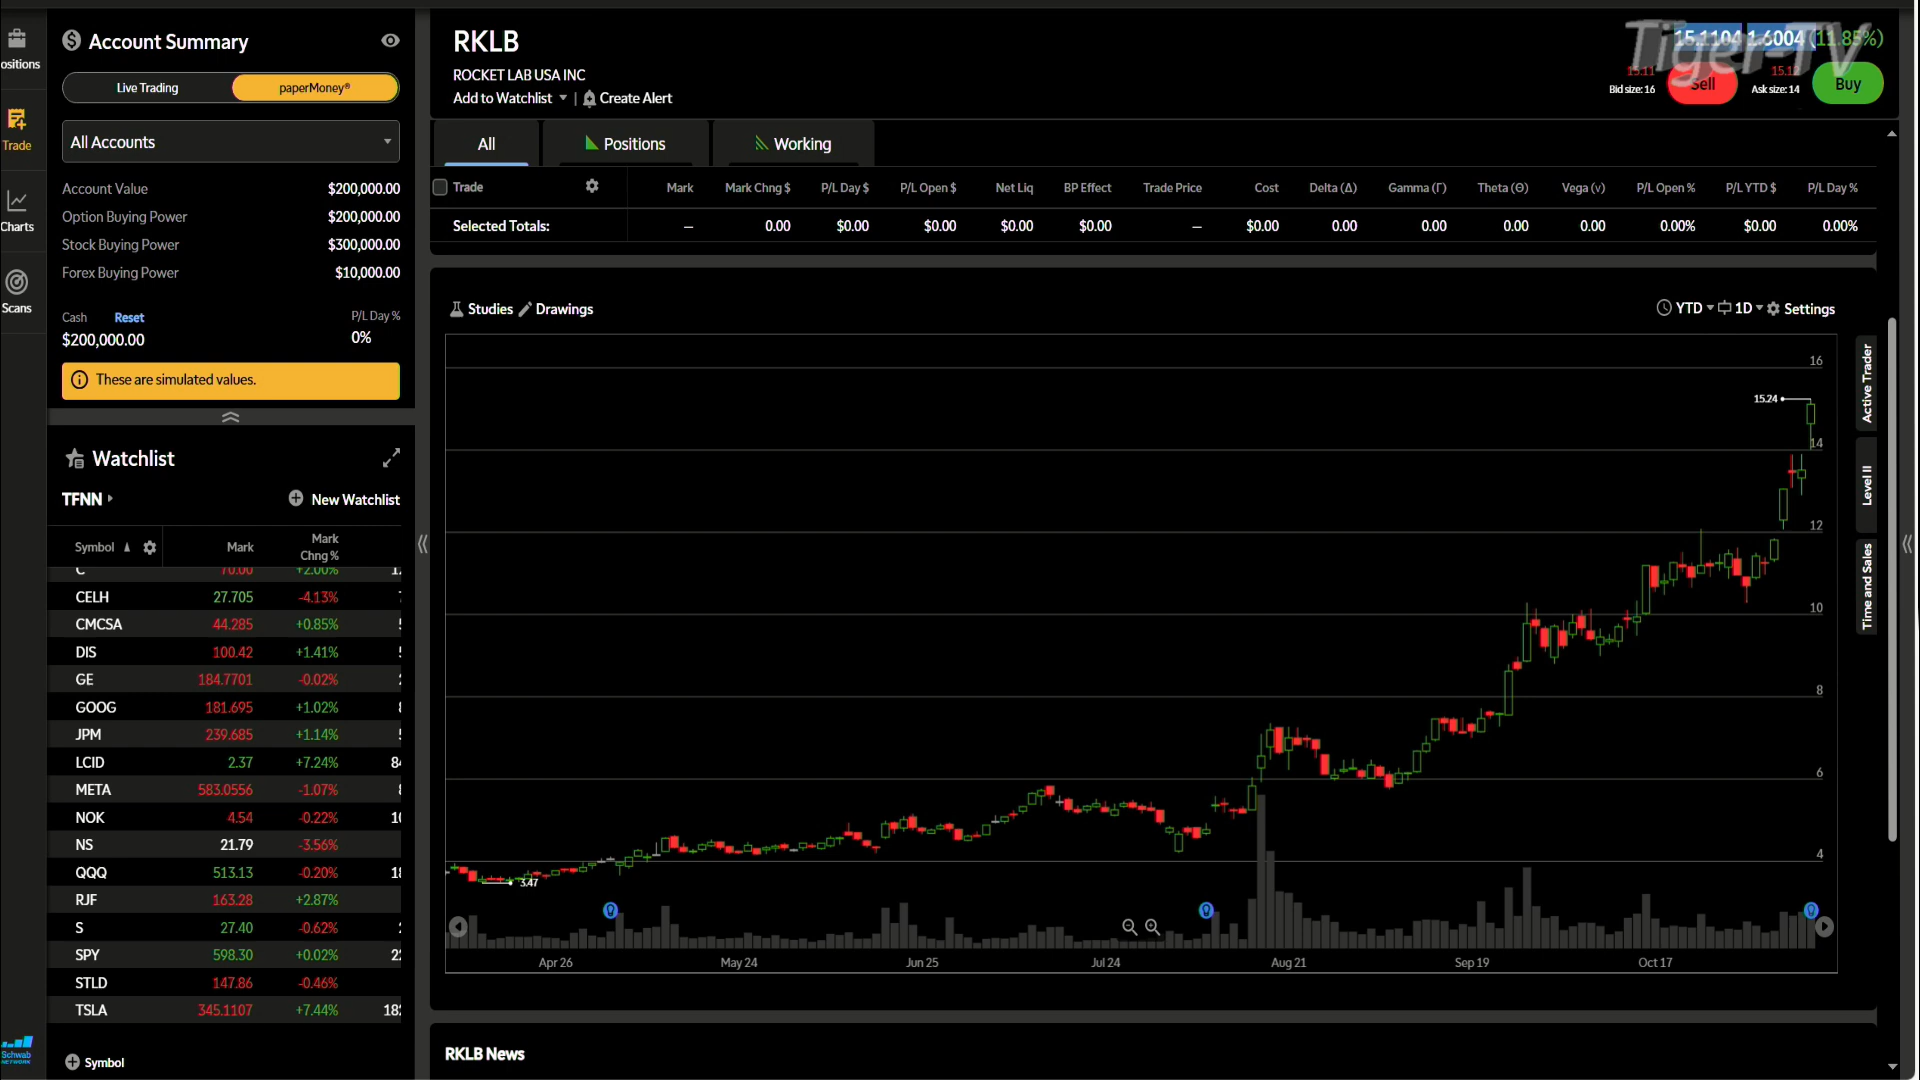 Account Summary
Live Trading
paperMoney®
All Accounts
Account Value $200,000.00
Option Buying Power $200,000.00
Stock Buying Power $300,000.00
Forex Buying Power $10,000.00
Cash Reset P/L Day %
$200,000.00 0%
These are simulated values.
Watchlist
TFNN
New Watchlist
Symbol Mark Mark Chng %
C 70.00 +2.00%
CELH 27.705 -4.13%
CMCSA 44.285 +0.85%
DIS 100.42 +1.41%
GE 184.7701 -0.02%
GOOG 181.695 +1.02%
JPM 239.685 +1.14%
LCID 2.37 +7.24%
META 583.0556 -1.07%
NOK 4.54 -0.22%
NS 21.79 -3.56%
QQQ 513.13 -0.20%
RJF 163.28 +2.87%
S 27.40 -0.62%
SPY 598.30 +0.02%
STLD 147.86 -0.46%
TSLA 345.1107 +7.44%
Symbol
ositions
Trade
Charts
Scans
Schwab
NETWORK
RKLB
ROCKET LAB USA INC
Add to Watchlist
Create Alert
Tiger-TV
15.1104 1.6004 (11.85%)
15.11
Bid size: 16
Sell
Ask size: 14
Buy
All
Positions
Working
Trade Mark Mark Chng $ P/L Day $ P/L Open $ Net Liq BP Effect Trade Price Cost Delta (Δ) Gamma (Γ) Theta (Θ) Vega (ν) P/L Open % P/L YTD $ P/L Day %
Selected Totals: – 0.00 $0.00 $0.00 $0.00 $0.00 – $0.00 0.00 0.00 0.00 0.00 0.00% $0.00 0.00%
Studies
Drawings
YTD
1D
Settings
16
15.24
14
12
10
8
6
4
3.47
Apr 26 May 24 Jun 25 Jul 24 Aug 21 Sep 19 Oct 17
Active Trader
Level II
Time and Sales
RKLB News